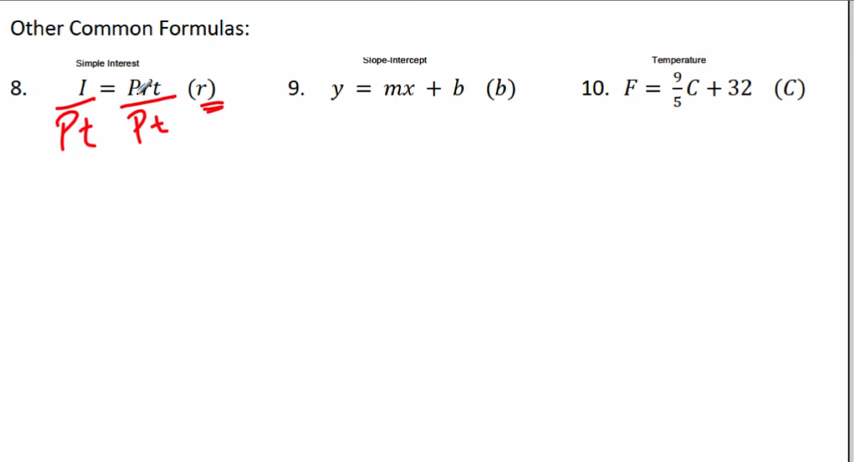 Other Common Formulas:
Simple Interest Slope-Intercept Temperature
8. I = Prt (r) 9. y = mx + b (b) 10. F = 9/5 C + 32 (C)
Pt Pt